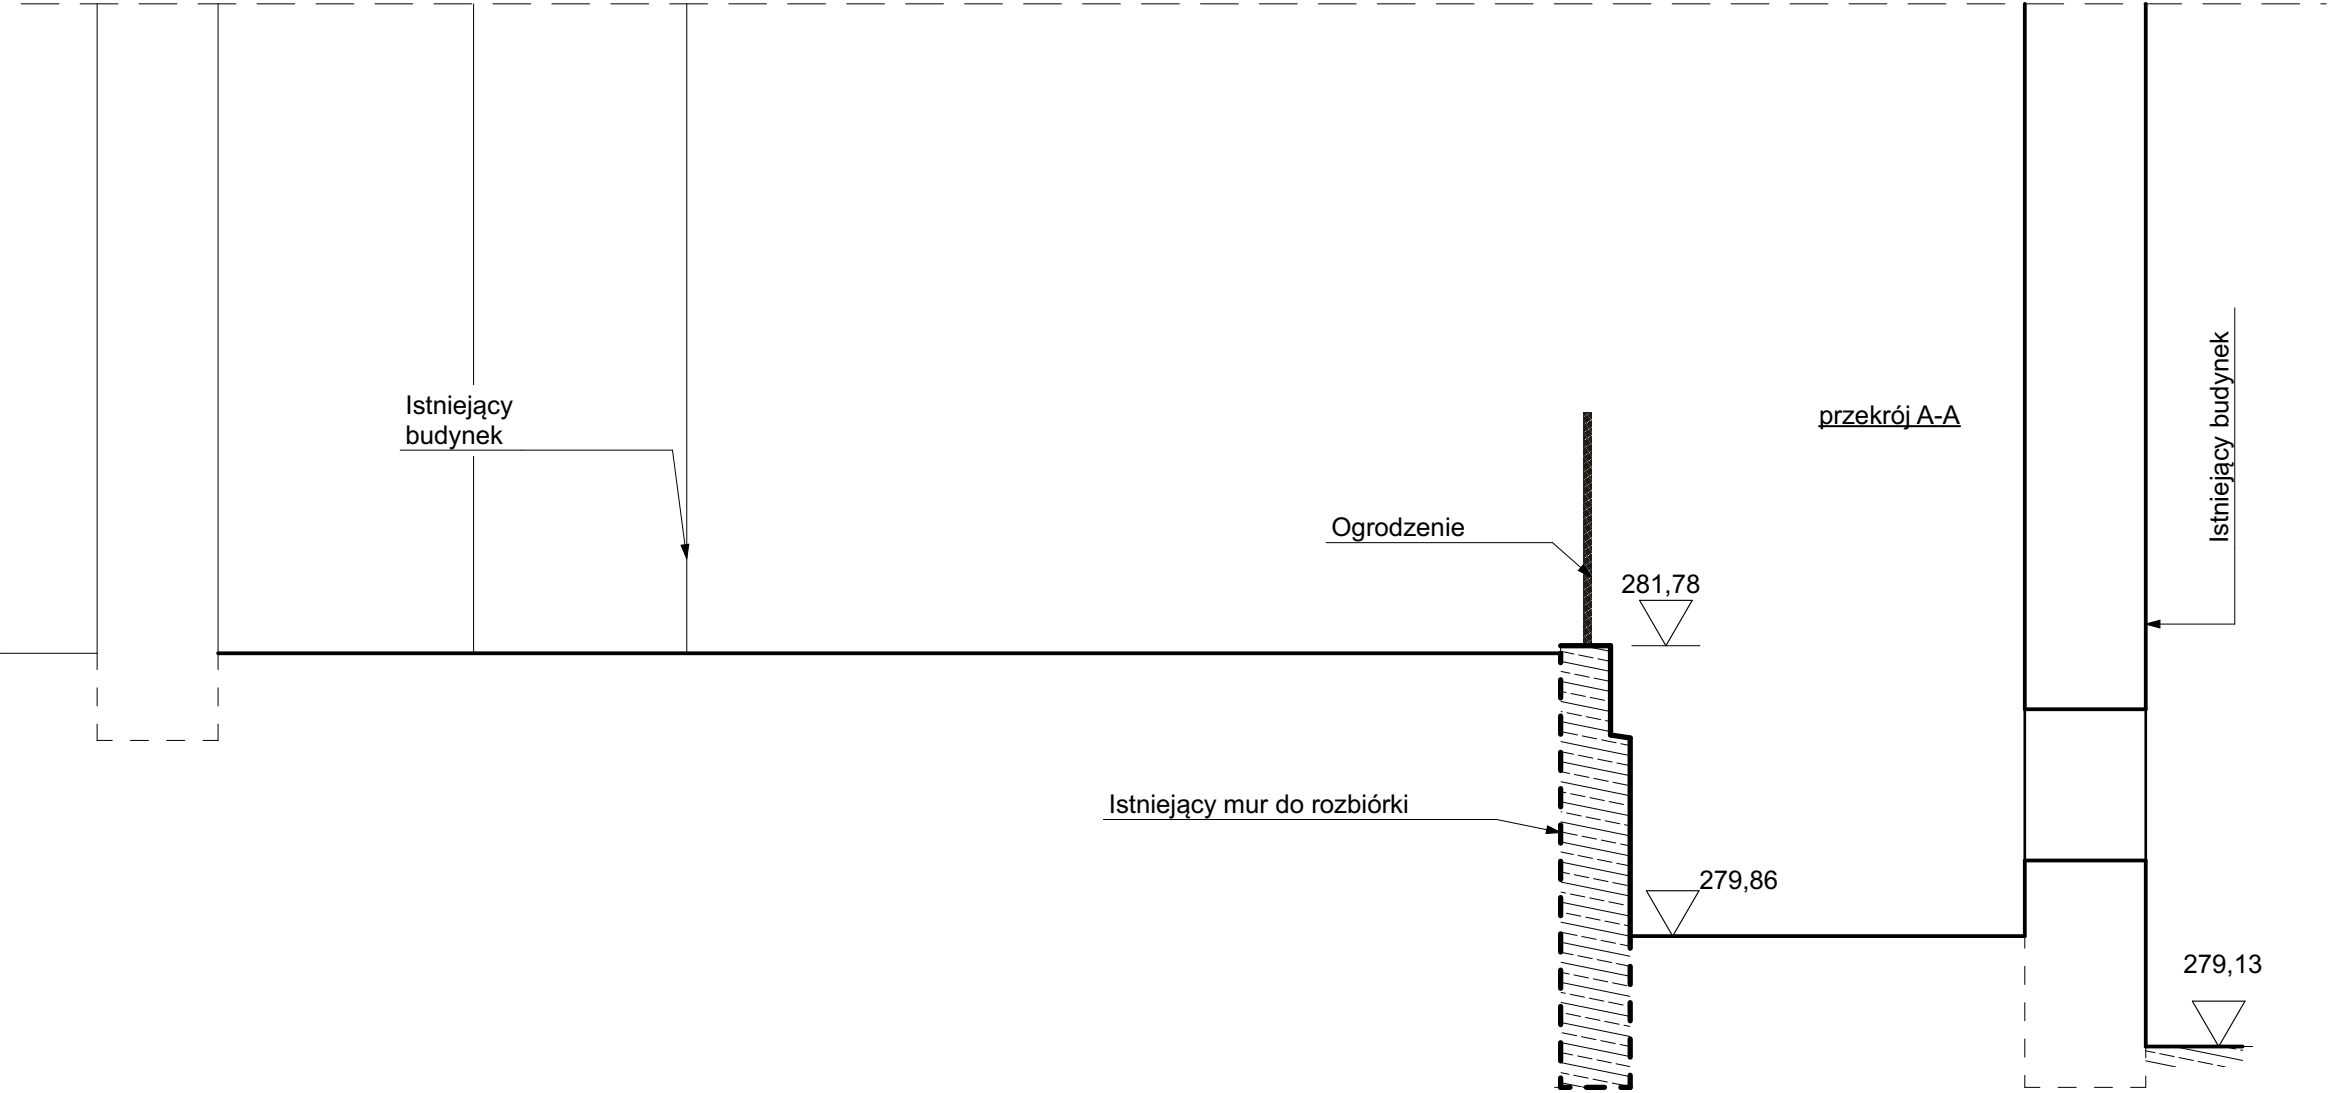 Istniejący
budynek
przekrój A-A
Istniejący budynek
Ogrodzenie
281,78
Istniejący mur do rozbiórki
279,86
279,13